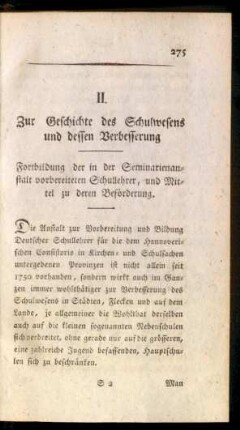 275
II.
Zur Geschichte des Schulwesens
und dessen Verbesserung
Fortbildung der in der Seminarienan-
stalt vorbereiteten Schullehrer, und Mit-
tel zu deren Beförderung.
Die Anstalt zur Vorbereitung und Bildung
Deutscher Schullehrer für die dem Hannoveri-
schen Consistorio in Kirchen- und Schulsachen
untergebenen Provinzen ist nicht allein seit
1750 vorhanden, sondern wirkt auch im Gan-
zen immer wohlthätiger zur Verbesserung des
Schulwesens in Städten, Flecken und auf dem
Lande, je allgemeiner die Wohlthat derselben
auch auf die kleinen sogenannten Nebenschulen
sich verbreitet, ohne gerade nur auf die grösseren,
eine zahlreiche Jugend befassenden, Hauptschu-
len sich zu beschränken.
S 2 Man